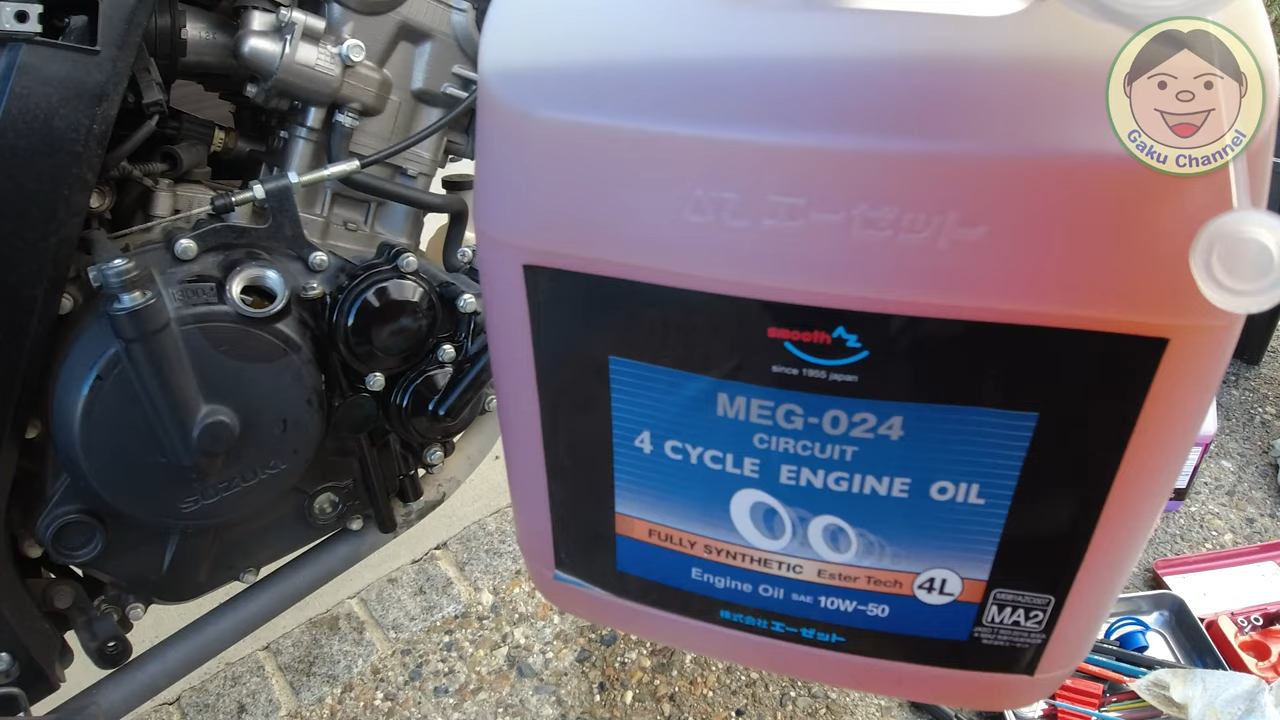 Gaku Channel
エーゼット
smooth AZ
since 1955 japan
MEG-024
CIRCUIT
4 CYCLE ENGINE OIL
FULLY SYNTHETIC Ester Tech 4L
Engine Oil SAE 10W-50
株式会社エーゼット
MA2
SUZUKI